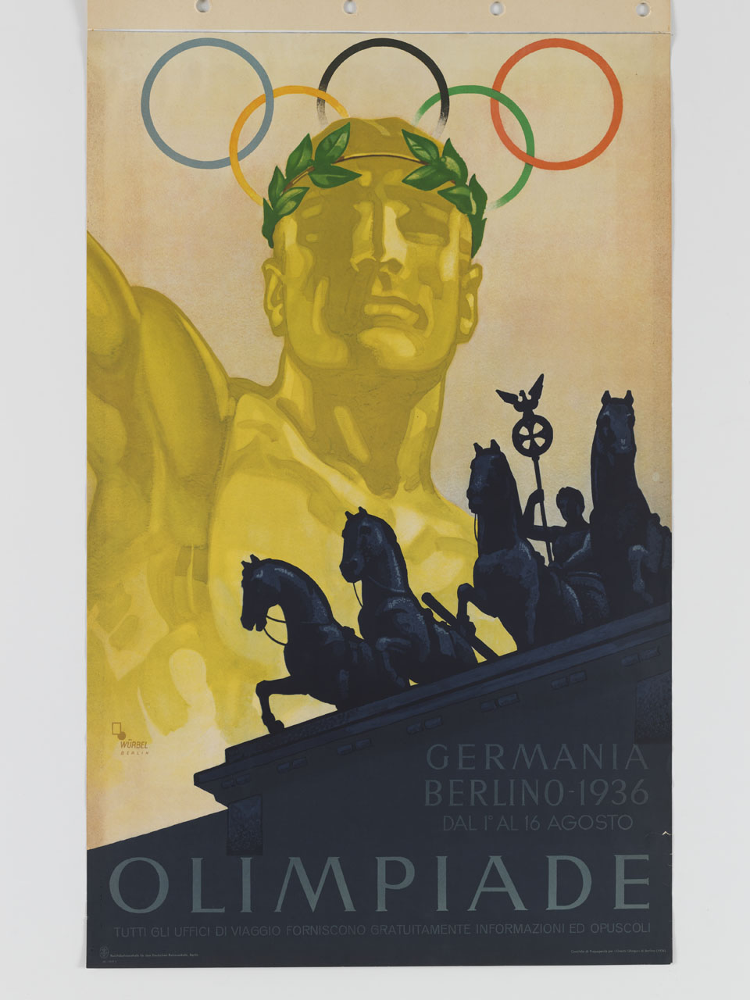 WÜRBEL
BERLIN
GERMANIA
BERLINO-1936
DAL 1° AL 16 AGOSTO
OLIMPIADE
TUTTI GLI UFFICI DI VIAGGIO FORNISCONO GRATUITAMENTE INFORMAZIONI ED OPUSCOLI